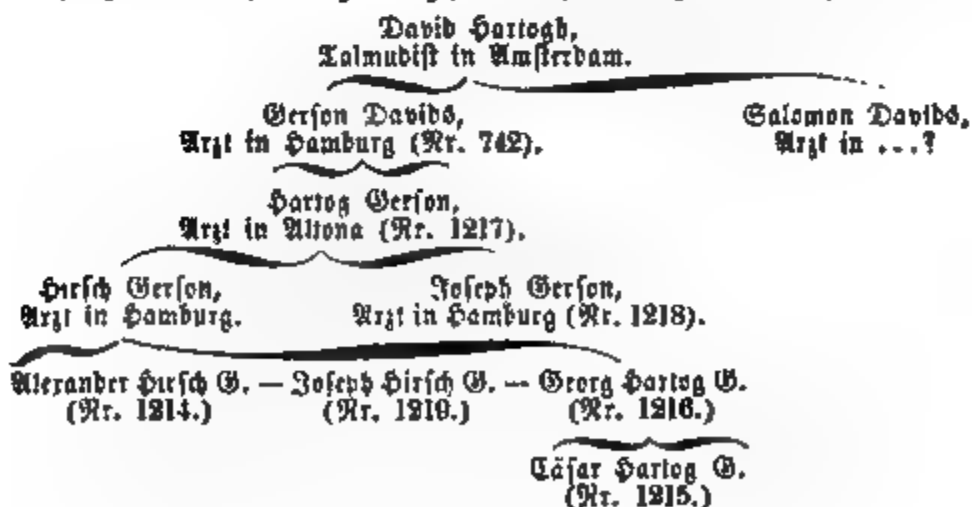 David Hartogh,
Talmudist in Amsterdam.
Gerson Davids,
Arzt in Hamburg (Nr. 742).
Salomon Davids,
Arzt in ...?
Hartog Gerson,
Arzt in Altona (Nr. 1217).
Hirsch Gerson,
Arzt in Hamburg.
Joseph Gerson,
Arzt in Hamburg (Nr. 1218).
Alexander Hirsch G. — Joseph Hirsch G. — Georg Hartog G.
(Nr. 1214.) (Nr. 1219.) (Nr. 1216.)
Cäsar Hartog G.
(Nr. 1215.)